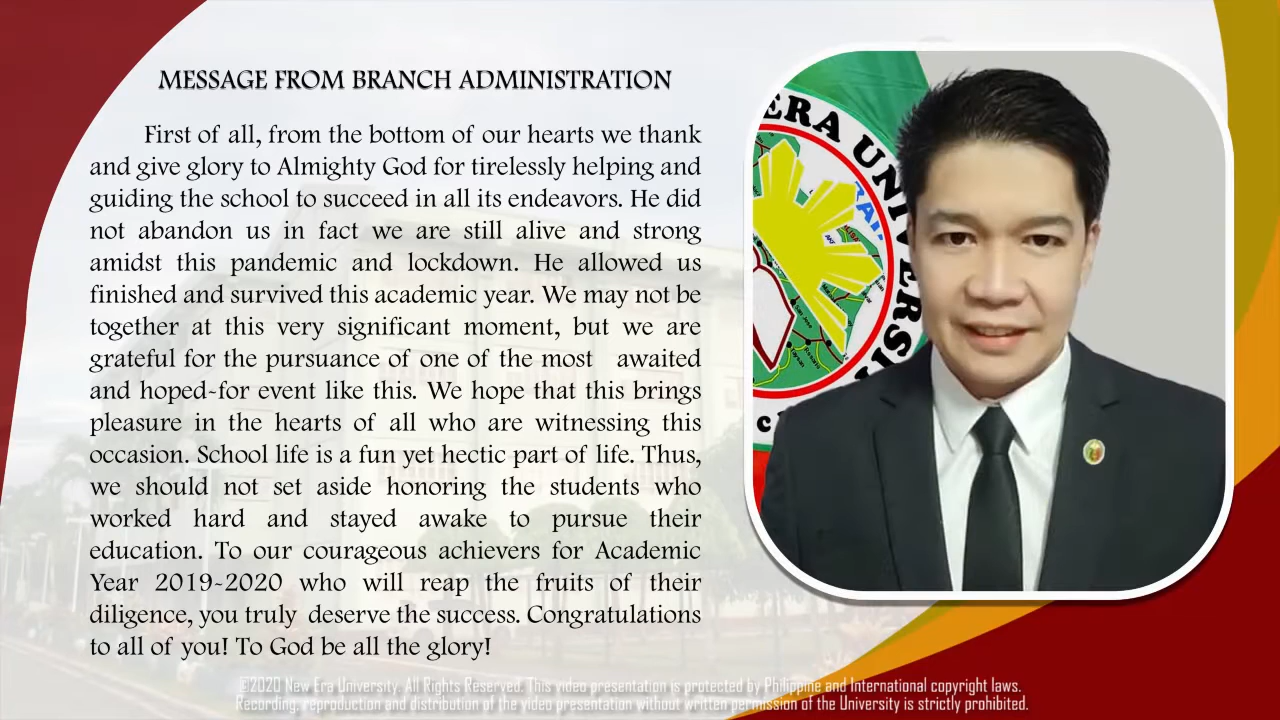 MESSAGE FROM BRANCH ADMINISTRATION
First of all, from the bottom of our hearts we thank
and give glory to Almighty God for tirelessly helping and
guiding the school to succeed in all its endeavors. He did
not abandon us in fact we are still alive and strong
amidst this pandemic and lockdown. He allowed us
finished and survived this academic year. We may not be
together at this very significant moment, but we are
grateful for the pursuance of one of the most awaited
and hoped-for event like this. We hope that this brings
pleasure in the hearts of all who are witnessing this
occasion. School life is a fun yet hectic part of life. Thus,
we should not set aside honoring the students who
worked hard and stayed awake to pursue their
education. To our courageous achievers for Academic
Year 2019-2020 who will reap the fruits of their
diligence, you truly deserve the success. Congratulations
to all of you! To God be all the glory!
ERA UNIVERSI
©2020 New Era University. All Rights Reserved. This video presentation is protected by Philippine and International copyright laws.
Recording, reproduction and distribution of the video presentation without written permission of the University is strictly prohibited.